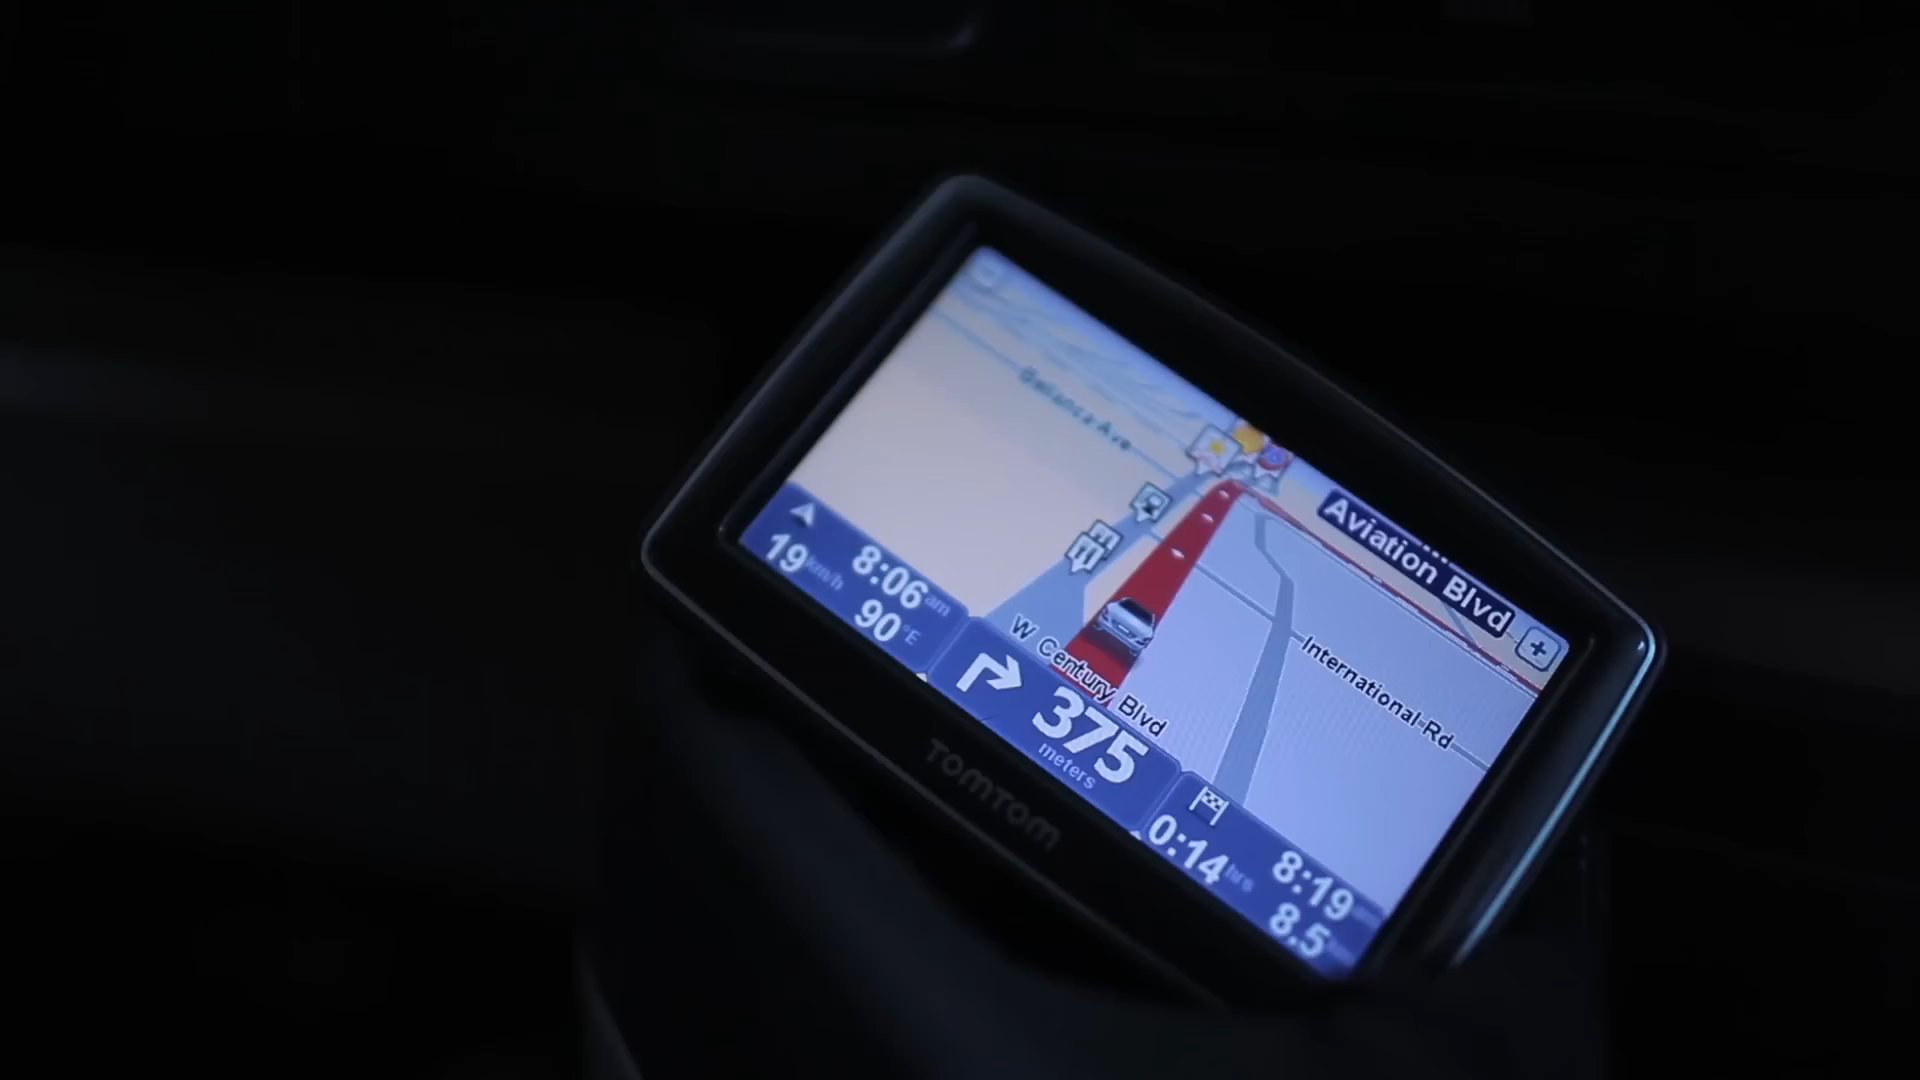 Aviation Blvd
International Rd
W Century Blvd
19 km/h
8:06 am
90 °E
375
meters
0:14 hrs
8:19
8.5
TOMTOM